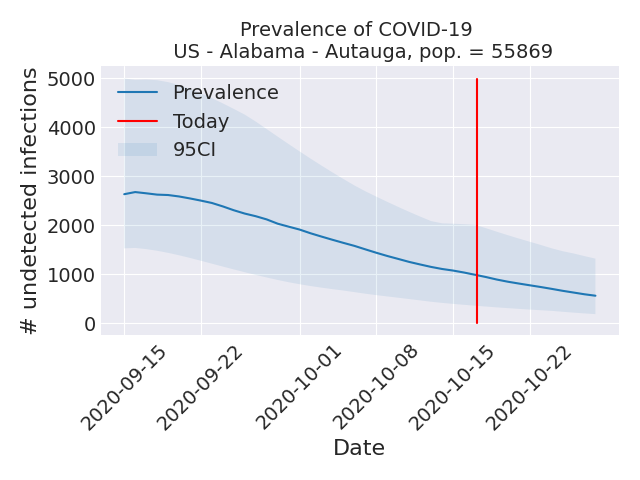 Prevalence of COVID-19
US - Alabama - Autauga, pop. = 55869
# undetected infections
5000
4000
3000
2000
1000
0
Prevalence
Today
95CI
2020-09-15
2020-09-22
2020-10-01
2020-10-08
2020-10-15
2020-10-22
Date